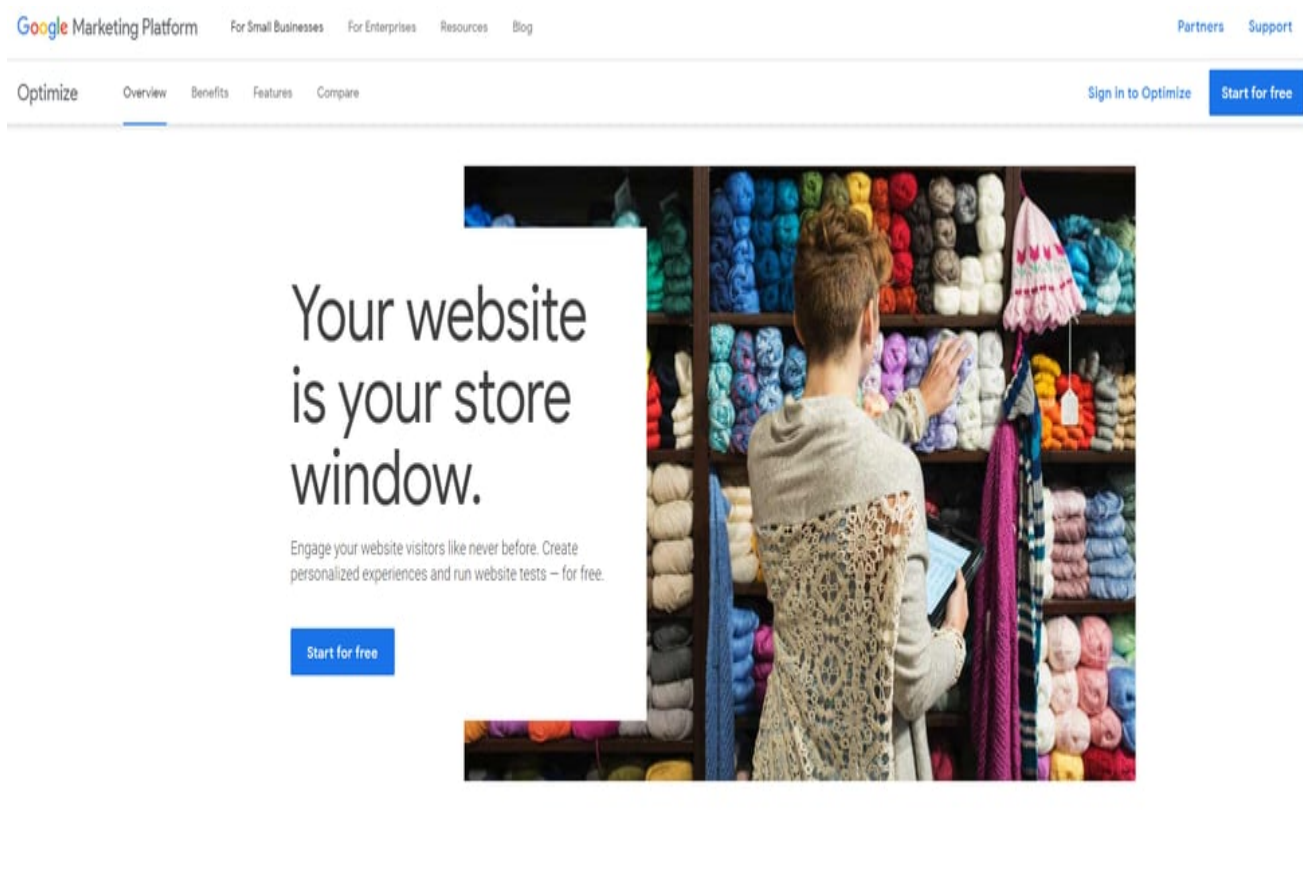 Google Marketing Platform For Small Businesses For Enterprises Resources Blog Partners Support
Optimize Overview Benefits Features Compare Sign in to Optimize Start for free
Your website
is your store
window.
Engage your website visitors like never before. Create
personalized experiences and run website tests — for free.
Start for free